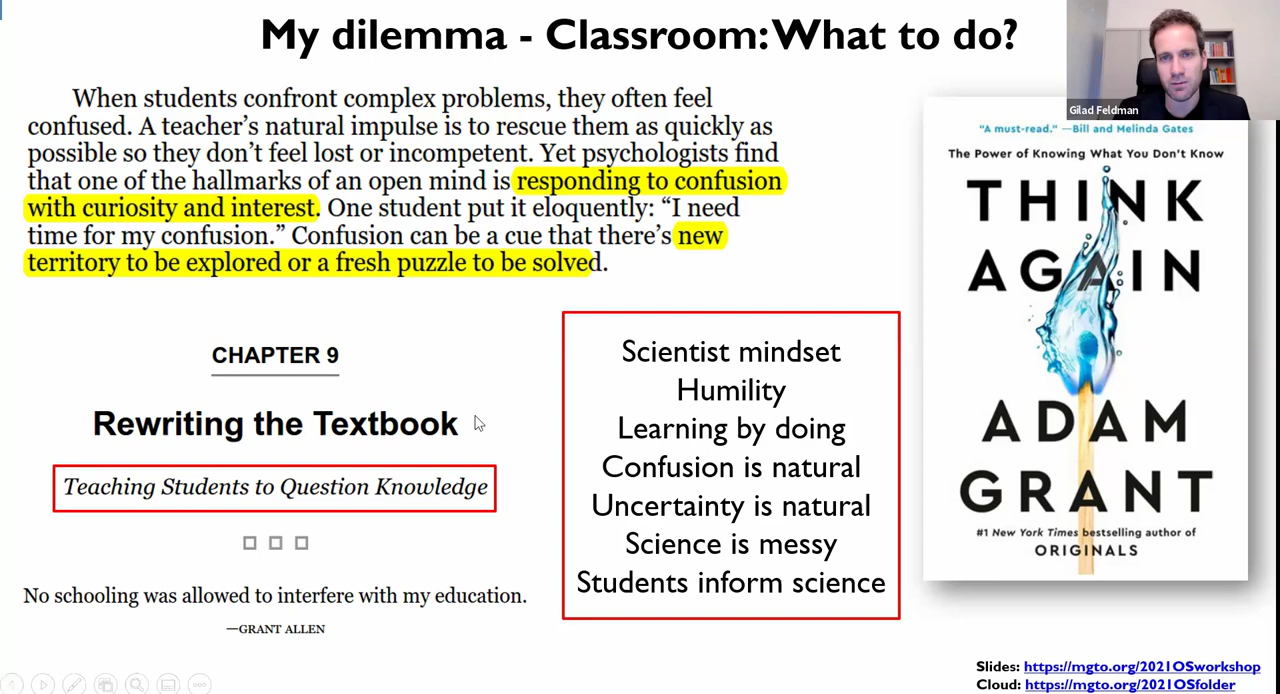 My dilemma - Classroom: What to do?
Gilad Feldman
When students confront complex problems, they often feel
confused. A teacher's natural impulse is to rescue them as quickly as
possible so they don't feel lost or incompetent. Yet psychologists find
that one of the hallmarks of an open mind is responding to confusion
with curiosity and interest. One student put it eloquently: “I need
time for my confusion.” Confusion can be a cue that there's new
territory to be explored or a fresh puzzle to be solved.
CHAPTER 9
Rewriting the Textbook
Teaching Students to Question Knowledge
No schooling was allowed to interfere with my education.
—GRANT ALLEN
Scientist mindset
Humility
Learning by doing
Confusion is natural
Uncertainty is natural
Science is messy
Students inform science
“A must-read.” —Bill and Melinda Gates
The Power of Knowing What You Don't Know
THINK
AGAIN
ADAM
GRANT
#1 New York Times bestselling author of
ORIGINALS
Slides: https://mgto.org/2021OSworkshop
Cloud: https://mgto.org/2021OSfolder